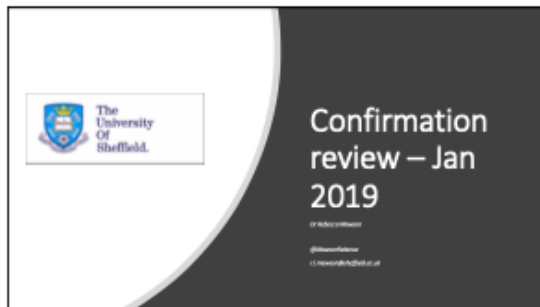 The
University
Of
Sheffield.
Confirmation
review – Jan
2019